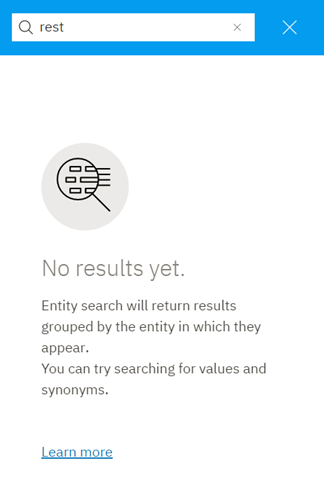 rest
No results yet.
Entity search will return results
grouped by the entity in which they
appear.
You can try searching for values and
synonyms.
Learn more